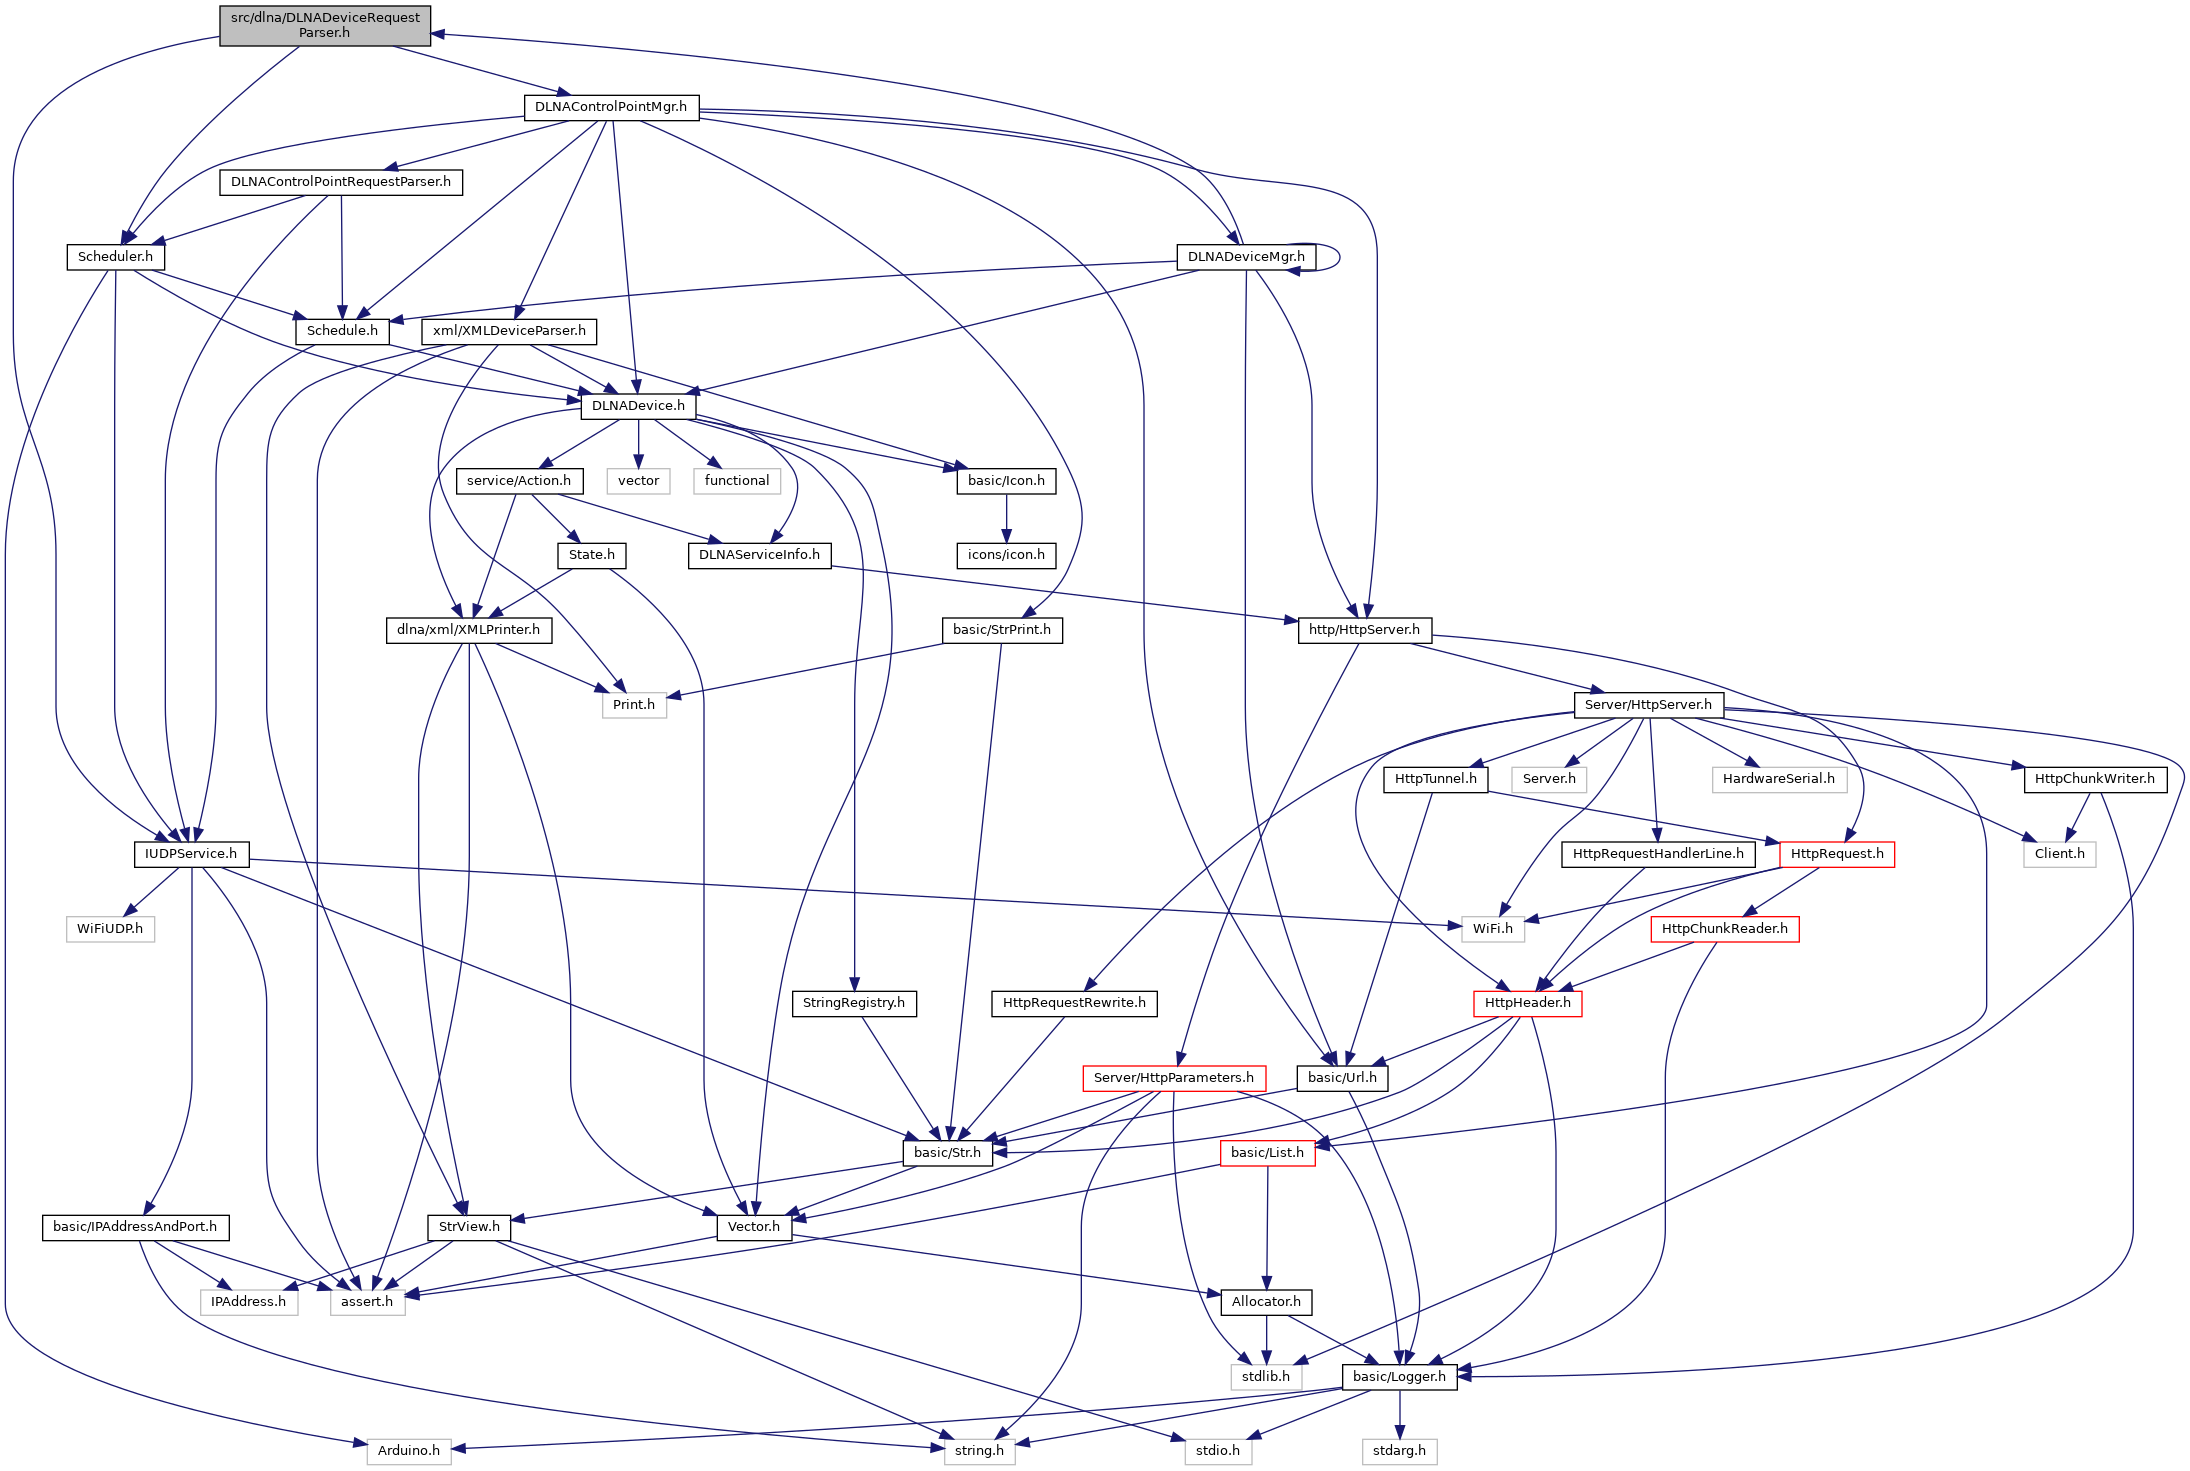 src/dlna/DLNADeviceRequest
Parser.h
DLNAControlPointMgr.h
DLNAControlPointRequestParser.h
Scheduler.h
DLNADeviceMgr.h
Schedule.h
xml/XMLDeviceParser.h
DLNADevice.h
service/Action.h
vector
functional
basic/Icon.h
State.h
DLNAServiceInfo.h
icons/icon.h
dlna/xml/XMLPrinter.h
basic/StrPrint.h
http/HttpServer.h
Print.h
Server/HttpServer.h
HttpTunnel.h
Server.h
HardwareSerial.h
HttpChunkWriter.h
IUDPService.h
HttpRequestHandlerLine.h
HttpRequest.h
Client.h
WiFiUDP.h
WiFi.h
HttpChunkReader.h
StringRegistry.h
HttpRequestRewrite.h
HttpHeader.h
Server/HttpParameters.h
basic/Url.h
basic/Str.h
basic/List.h
basic/IPAddressAndPort.h
StrView.h
Vector.h
IPAddress.h
assert.h
Allocator.h
stdlib.h
basic/Logger.h
Arduino.h
string.h
stdio.h
stdarg.h